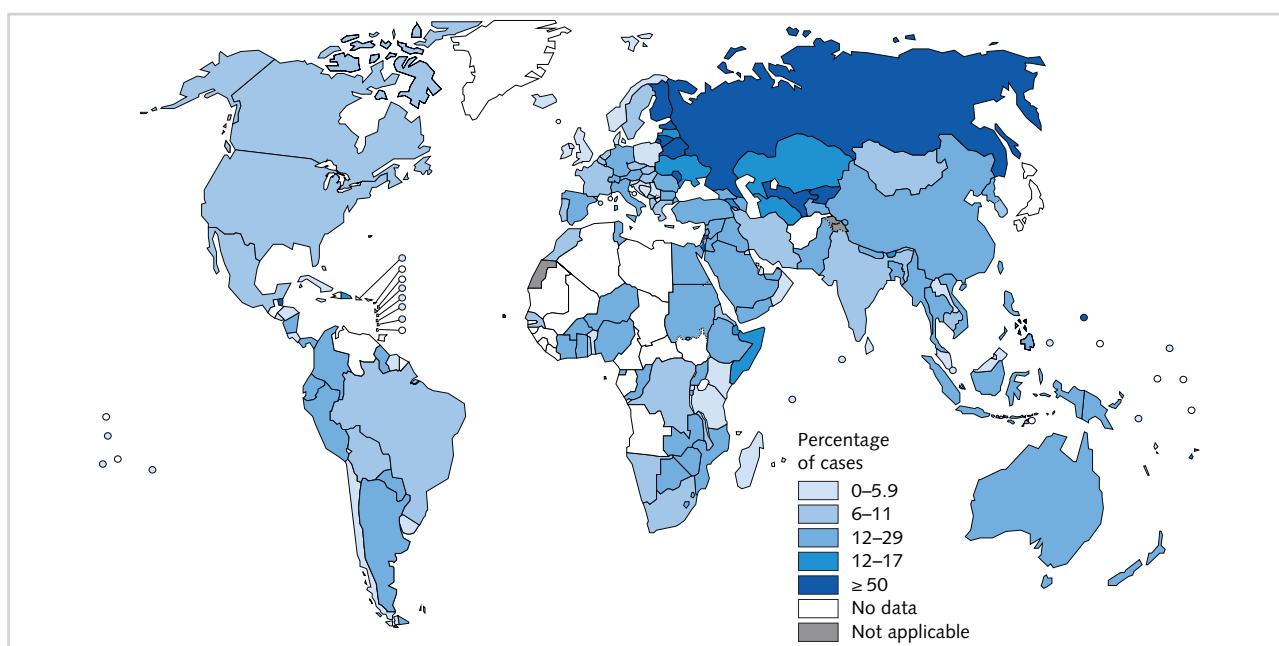 Percentage
of cases
0–5.9
6–11
12–29
12–17
≥ 50
No data
Not applicable